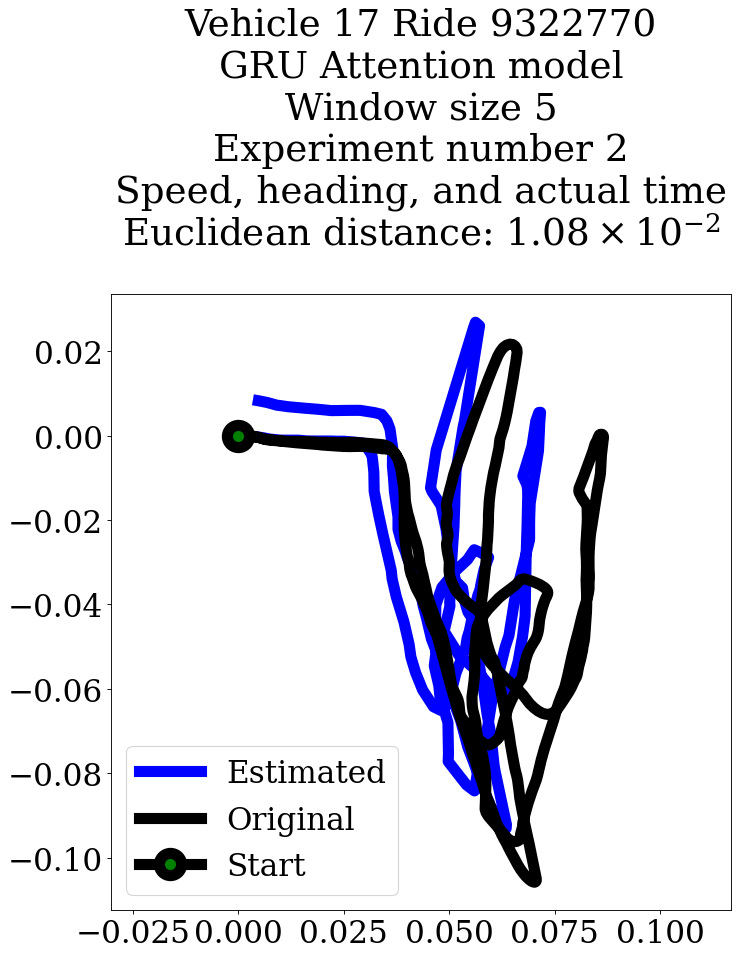 Vehicle 17 Ride 9322770
GRU Attention model
Window size 5
Experiment number 2
Speed, heading, and actual time
Euclidean distance: 1.08 × 10⁻²
0.02
0.00
−0.02
−0.04
−0.06
−0.08
−0.10
Estimated
Original
Start
−0.025 0.000 0.025 0.050 0.075 0.100